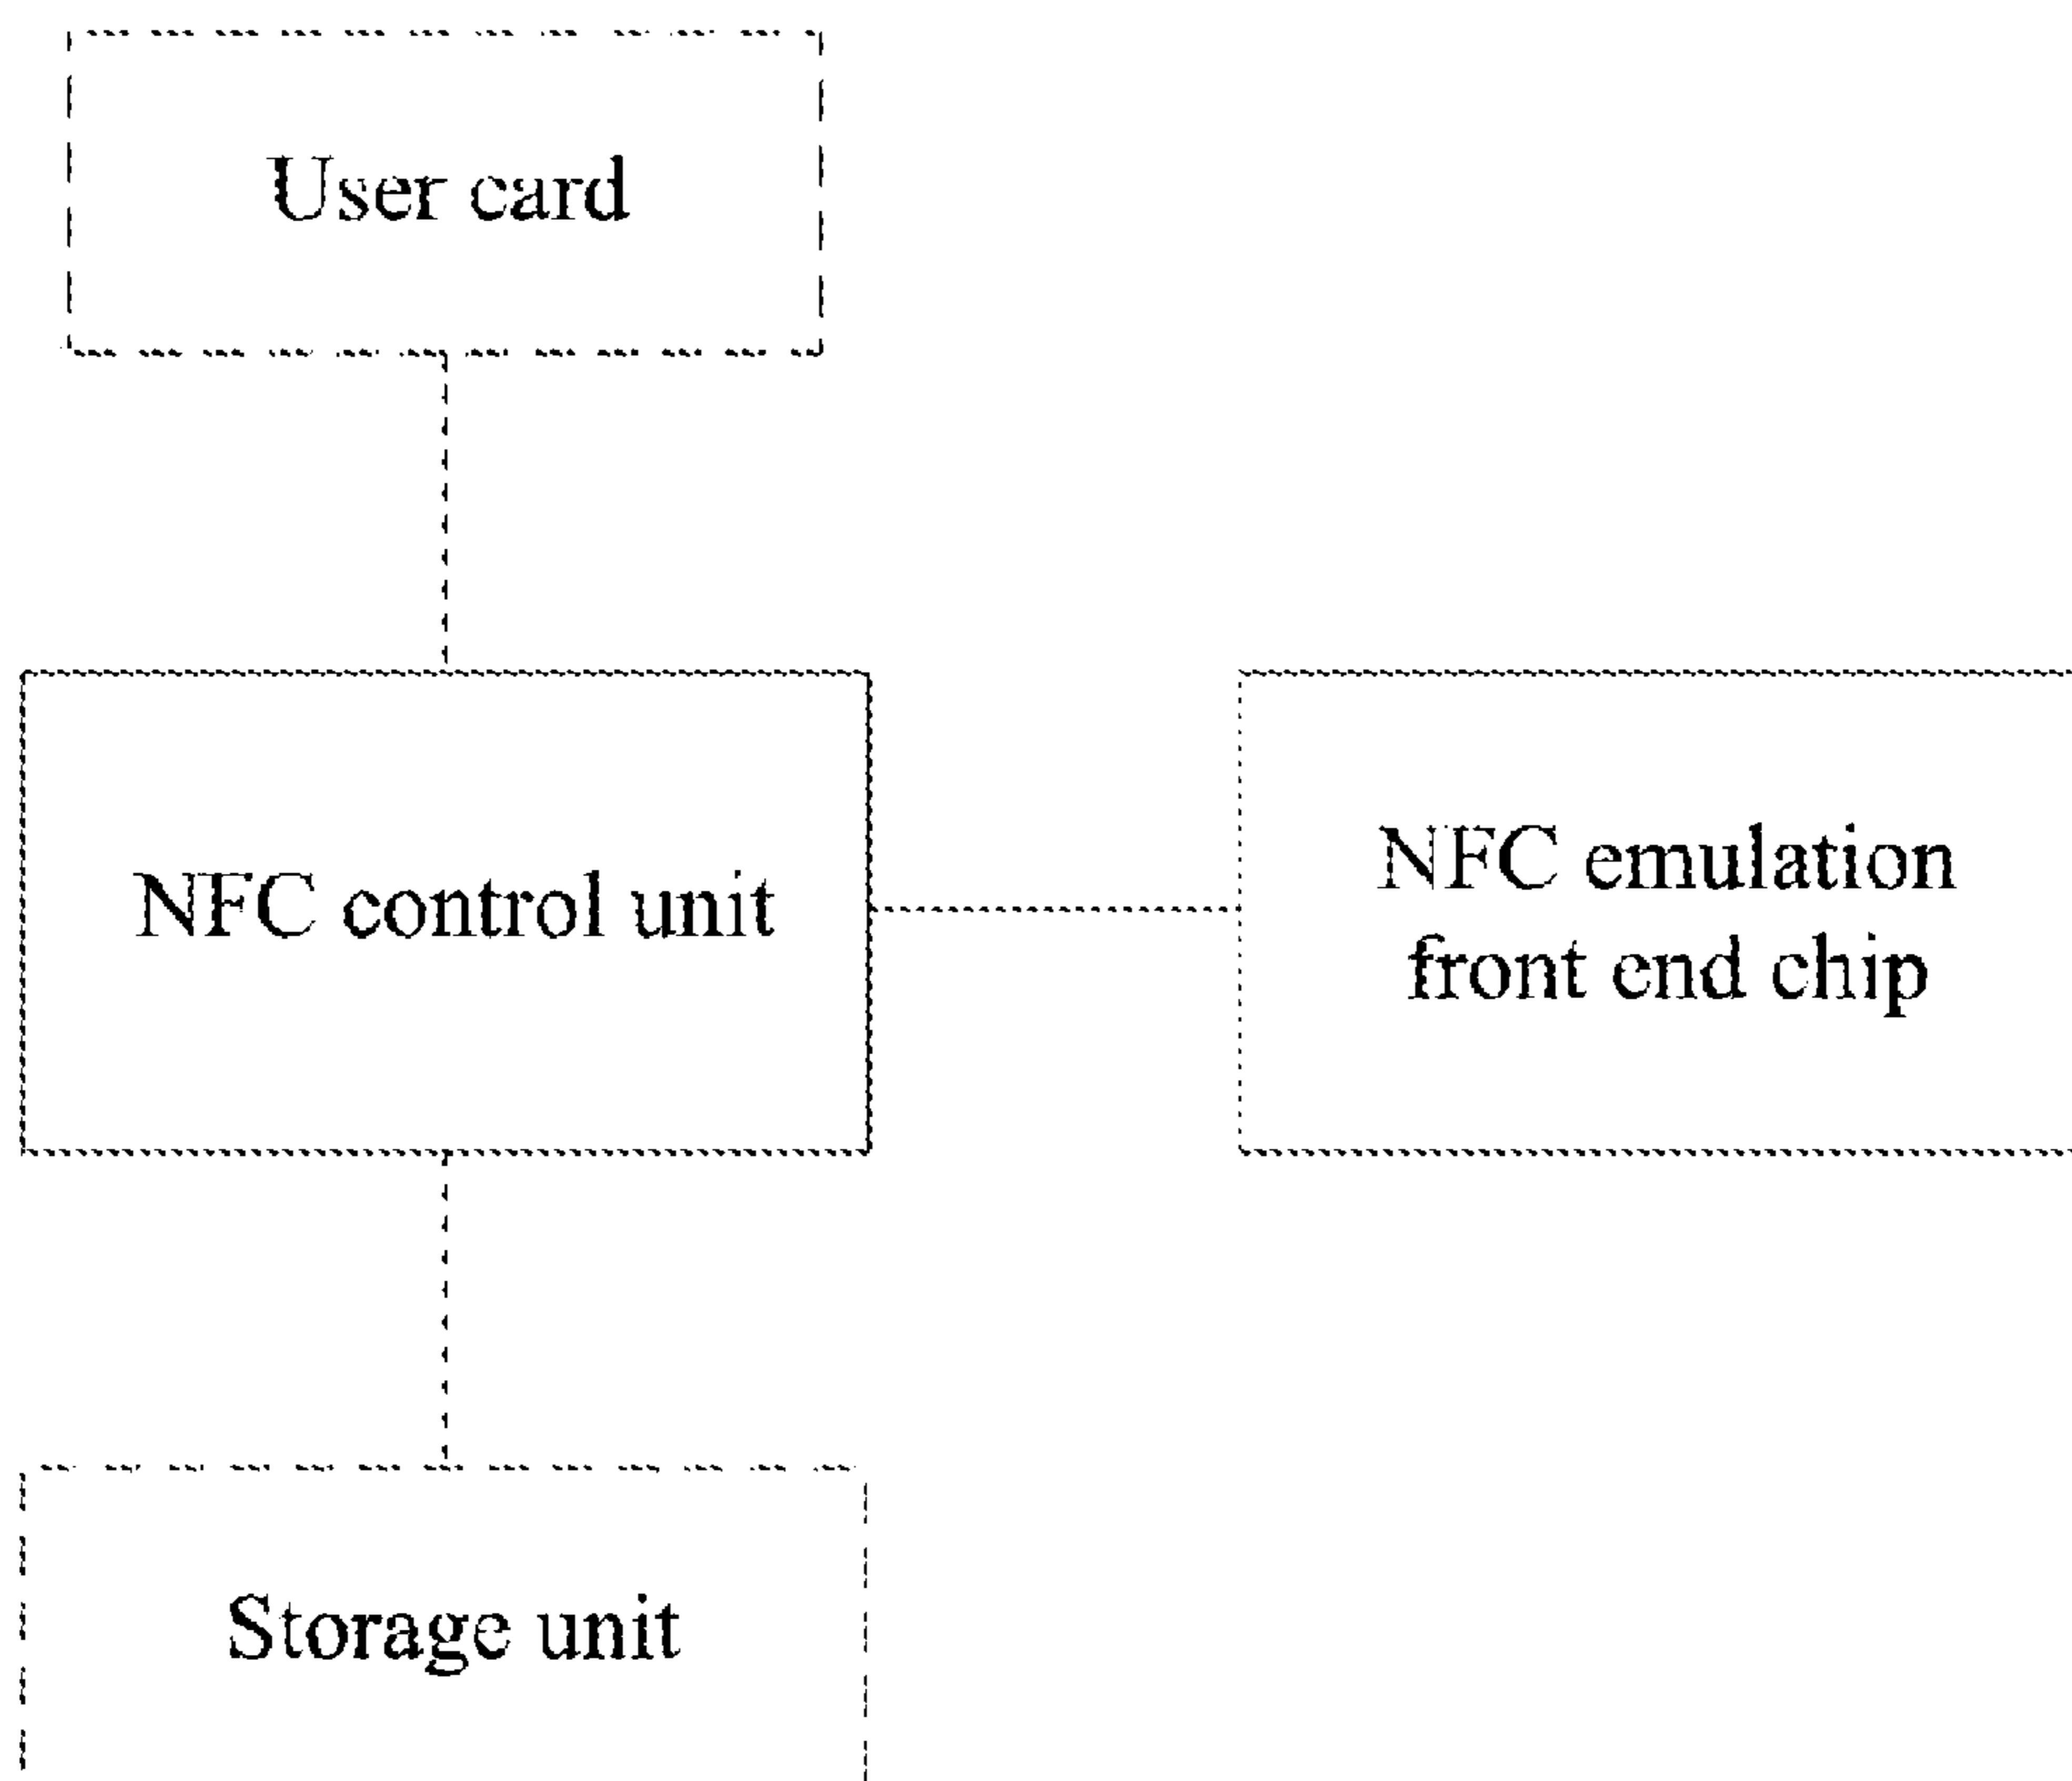 User card
NFC control unit
NFC emulation
front end chip
Storage unit